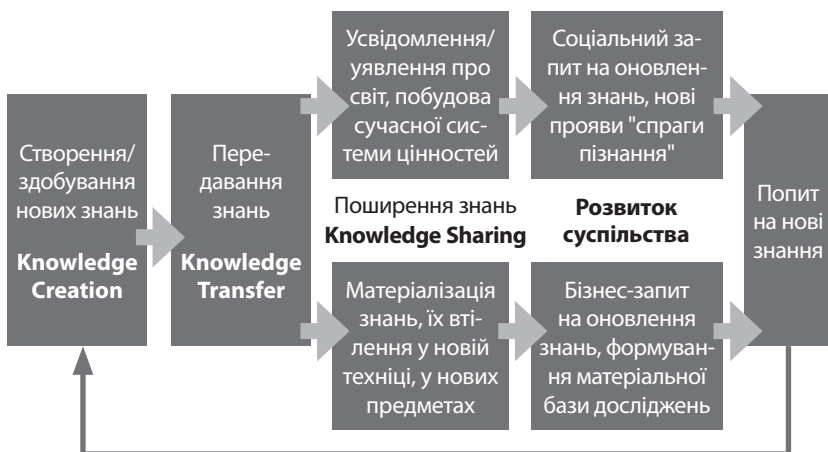 Створення/
здобування
нових знань
Knowledge
Creation
Пере-
давання
знань
Knowledge
Transfer
Усвідомлення/
уявлення про
світ, побудова
сучасної сис-
теми цінностей
Соціальний за-
пит на оновлен-
ня знань, нові
прояви "спраги
пізнання"
Поширення знань
Knowledge Sharing
Розвиток
суспільства
Матеріалізація
знань, їх вті-
лення у новій
техніці, у нових
предметах
Бізнес-запит
на оновлення
знань, формуван-
ня матеріальної
бази досліджень
Попит
на нові
знання